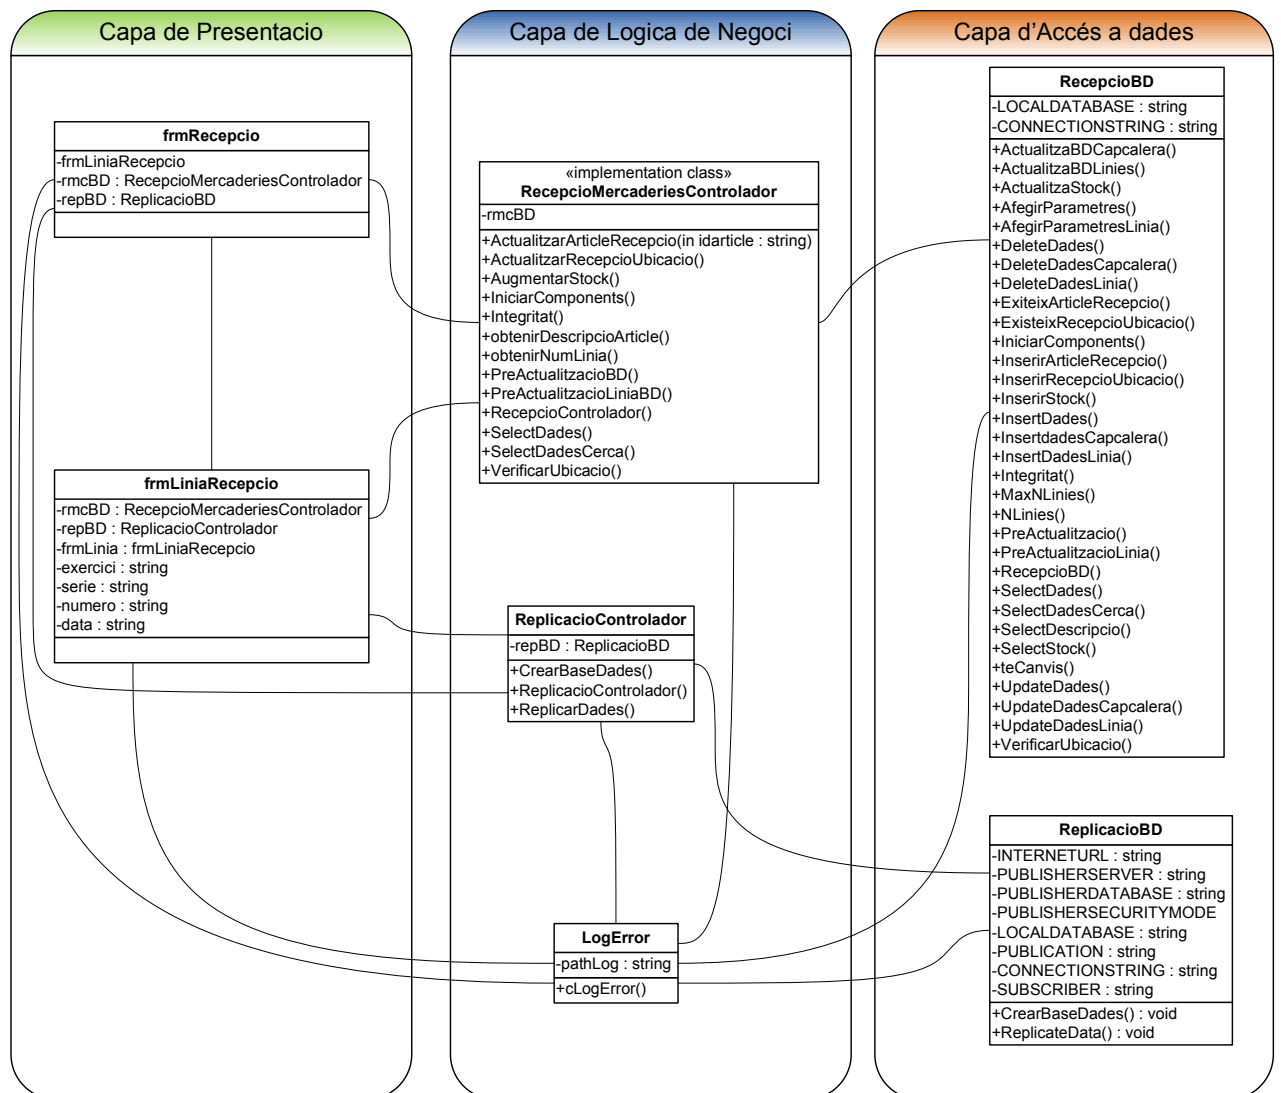 Capa de Presentacio
Capa de Logica de Negoci
Capa d'Accés a dades
frmRecepcio
-frmLiniaRecepcio
-rmcBD : RecepcioMercaderiesControlador
-repBD : ReplicacioBD
frmLiniaRecepcio
-rmcBD : RecepcioMercaderiesControlador
-repBD : ReplicacioControlador
-frmLinia : frmLiniaRecepcio
-exercici : string
-serie : string
-numero : string
-data : string
«implementation class»
RecepcioMercaderiesControlador
-rmcBD
+ActualitzarArticleRecepcio(in idarticle : string)
+ActualitzarRecepcioUbicacio()
+AugmentarStock()
+IniciarComponents()
+Integritat()
+obtenirDescripcioArticle()
+obtenirNumLinia()
+PreActualitzacioBD()
+PreActualitzacioLiniaBD()
+RecepcioControlador()
+SelectDades()
+SelectDadesCerca()
+VerificarUbicacio()
ReplicacioControlador
-repBD : ReplicacioBD
+CrearBaseDades()
+ReplicacioControlador()
+ReplicarDades()
LogError
-pathLog : string
+cLogError()
RecepcioBD
-LOCALDATABASE : string
-CONNECTIONSTRING : string
+ActualitzaBDCapcalera()
+ActualitzaBDLinies()
+ActualitzaStock()
+AfegirParametres()
+AfegirParametresLinia()
+DeleteDades()
+DeleteDadesCapcalera()
+DeleteDadesLinia()
+ExiteixArticleRecepcio()
+ExisteixRecepcioUbicacio()
+IniciarComponents()
+InserirArticleRecepcio()
+InserirRecepcioUbicacio()
+InserirStock()
+InsertDades()
+InsertdadesCapcalera()
+InsertDadesLinia()
+Integritat()
+MaxNLinies()
+NLinies()
+PreActualitzacio()
+PreActualitzacioLinia()
+RecepcioBD()
+SelectDades()
+SelectDadesCerca()
+SelectDescripcio()
+SelectStock()
+teCanvis()
+UpdateDades()
+UpdateDadesCapcalera()
+UpdateDadesLinia()
+VerificarUbicacio()
ReplicacioBD
-INTERNETURL : string
-PUBLISHERSERVER : string
-PUBLISHERDATABASE : string
-PUBLISHERSECURITYMODE
-LOCALDATABASE : string
-PUBLICATION : string
-CONNECTIONSTRING : string
-SUBSCRIBER : string
+CrearBaseDades() : void
+ReplicateData() : void